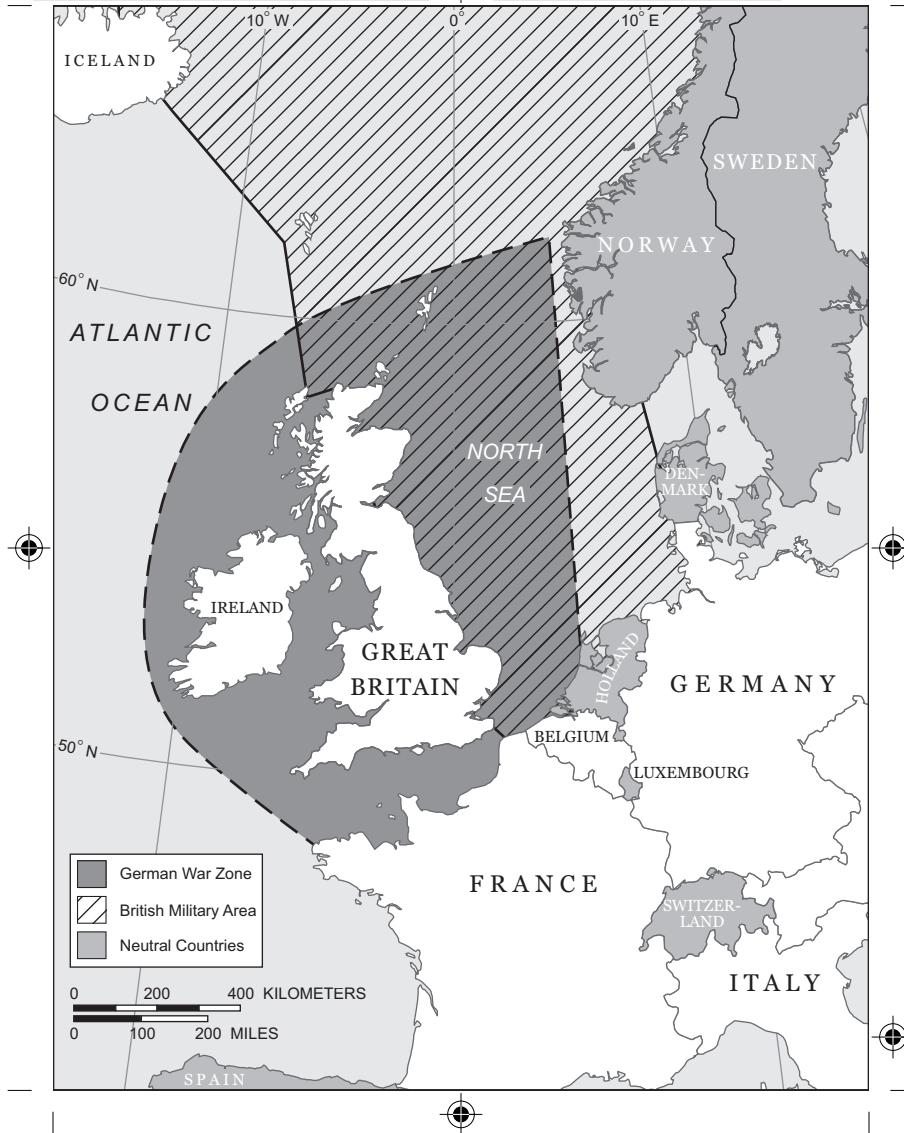 10° W
0°
10° E
ICELAND
SWEDEN
NORWAY
60° N
ATLANTIC
OCEAN
NORTH
SEA
DEN-
MARK
IRELAND
GREAT
BRITAIN
HOLLAND
GERMANY
50° N
BELGIUM
LUXEMBOURG
German War Zone
British Military Area
Neutral Countries
FRANCE
SWITZER-
LAND
ITALY
0 200 400 KILOMETERS
0 100 200 MILES
SPAIN